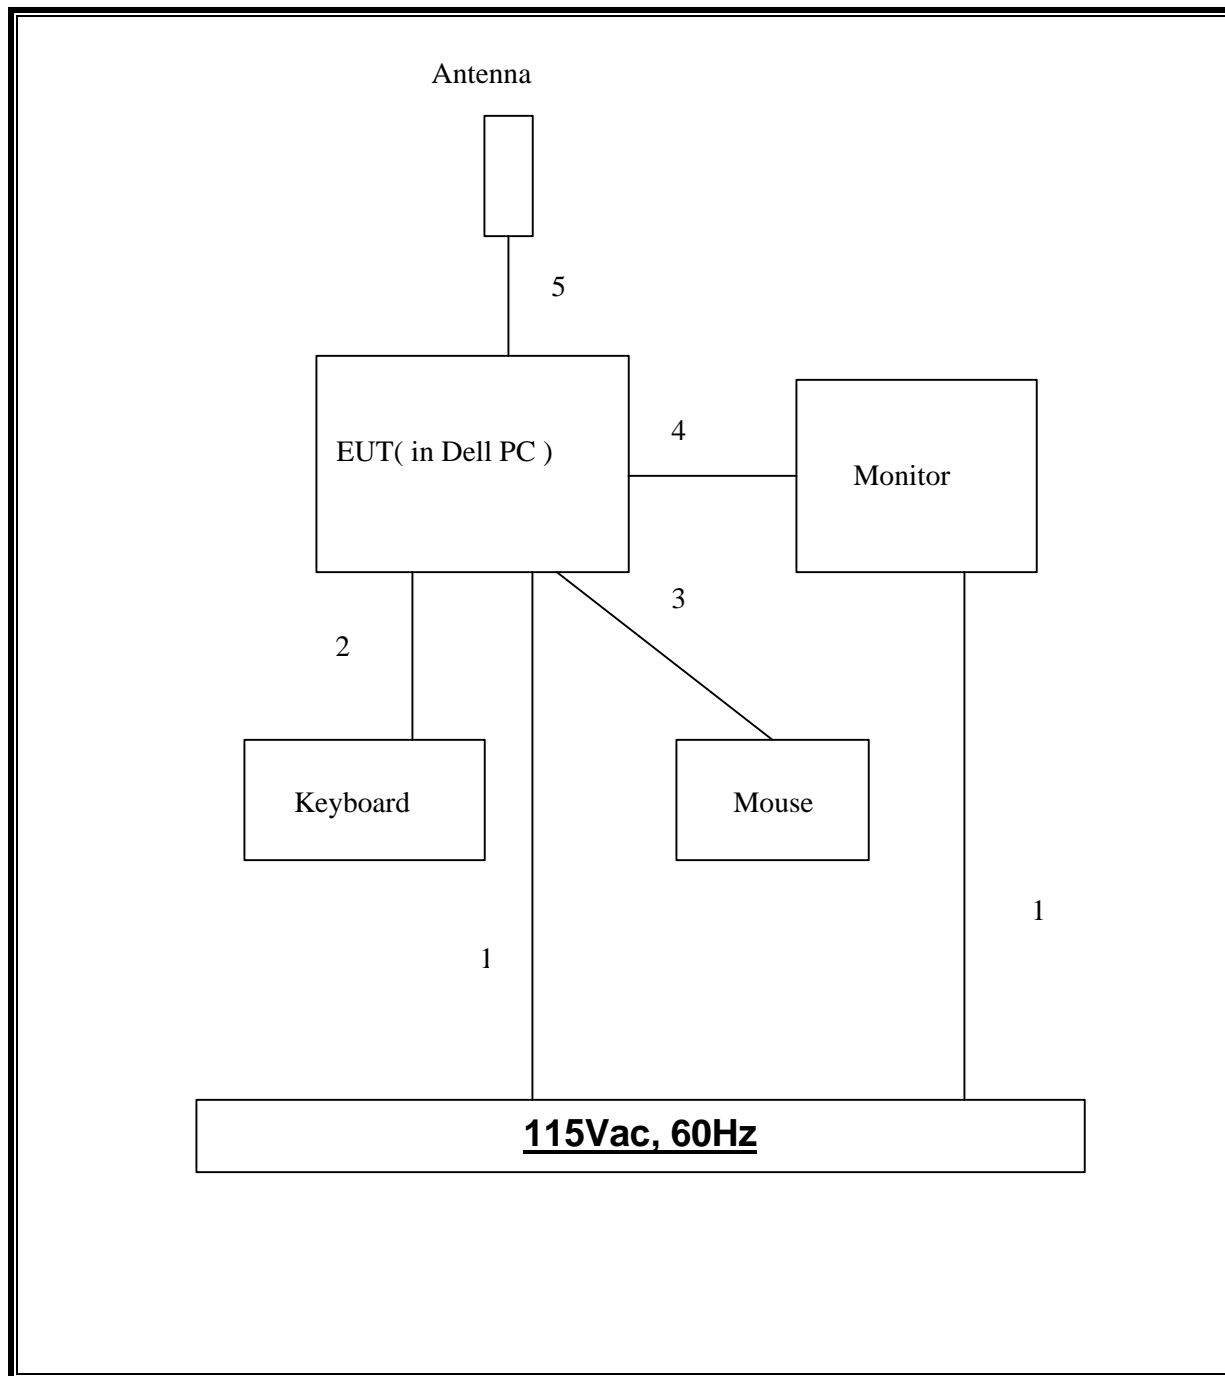 Antenna
5
EUT( in Dell PC )
4
Monitor
3
2
Keyboard
Mouse
1
1
115Vac, 60Hz